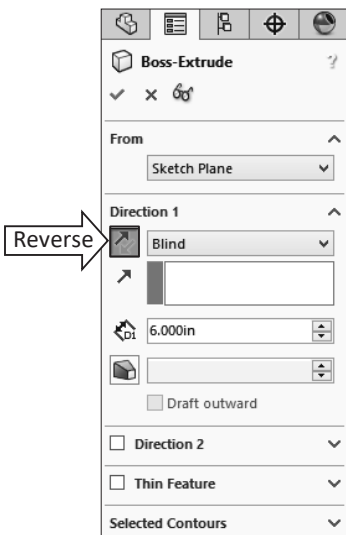 Boss-Extrude
?
From
Sketch Plane
Direction 1
Reverse
Blind
D1
6.000in
Draft outward
Direction 2
Thin Feature
Selected Contours